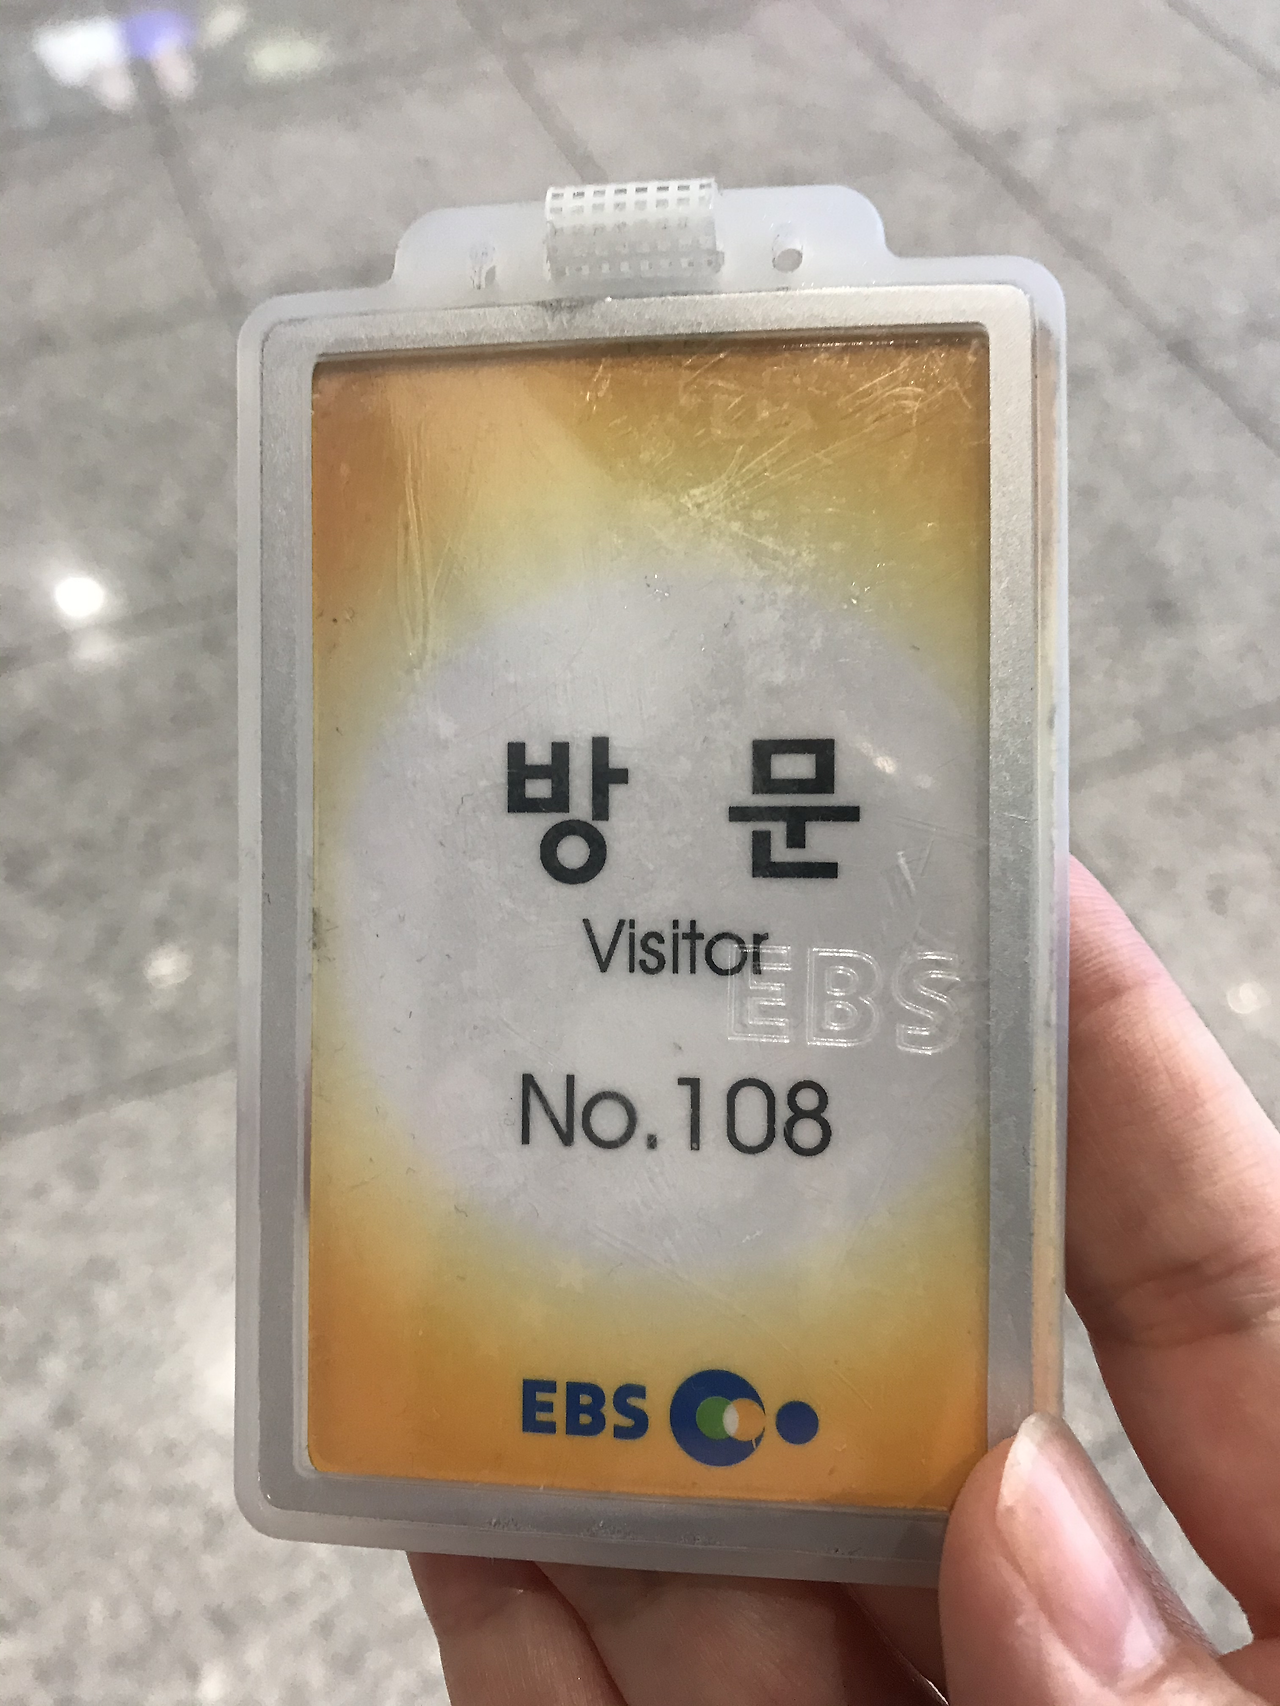 방 문
Visitor
EBS
No.108
EBS